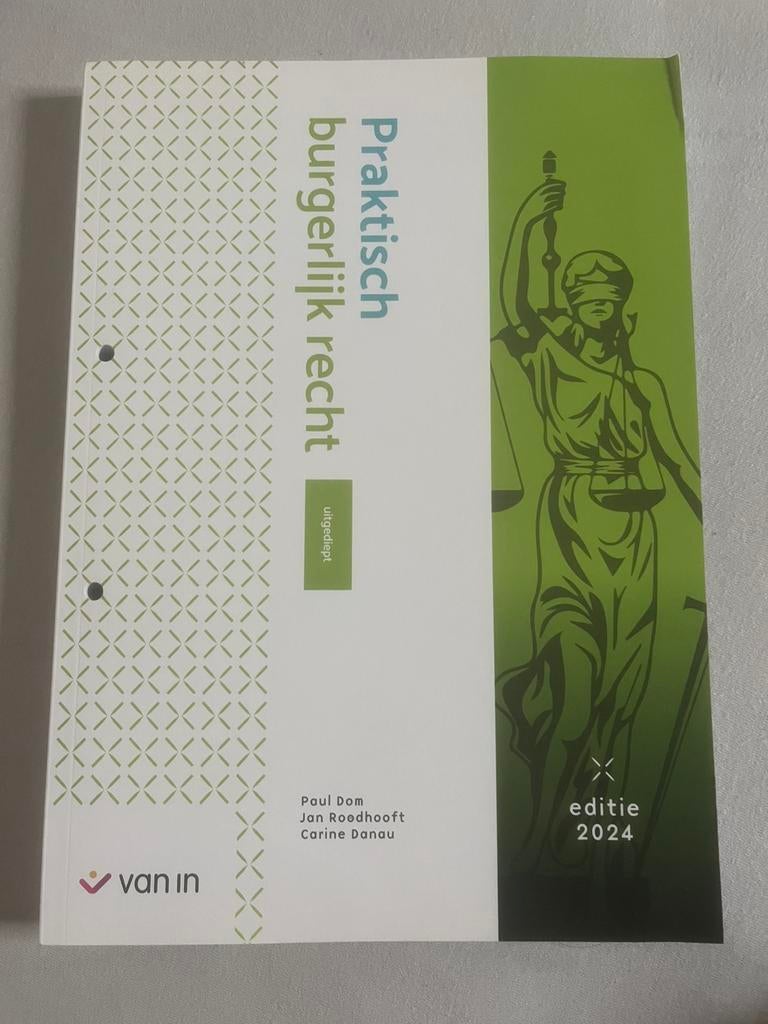 Praktisch
burgerlijk recht
uitgediept
Paul Dom
Jan Roodhooft
Carine Danau
van in
editie
2024